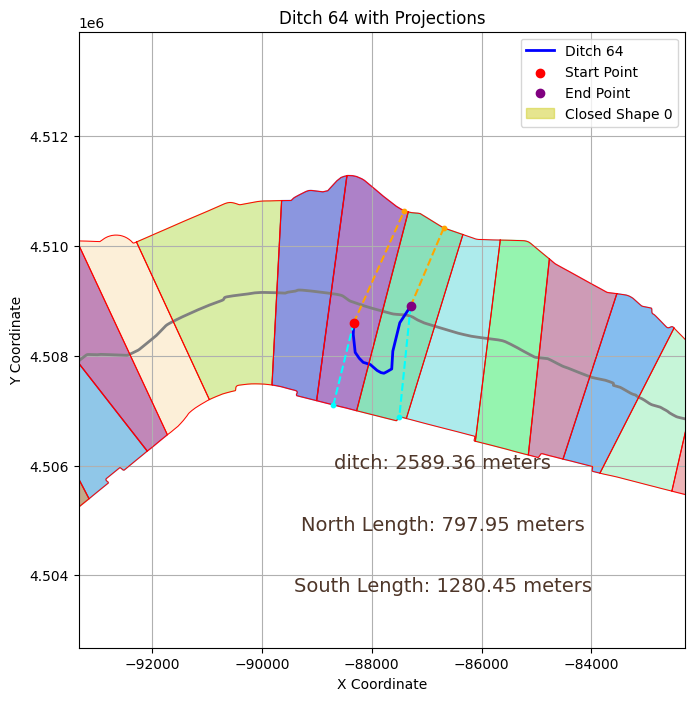 Ditch 64 with Projections
1e6
Ditch 64
Start Point
End Point
Closed Shape 0
4.512
4.510
4.508
4.506
4.504
Y Coordinate
ditch: 2589.36 meters
North Length: 797.95 meters
South Length: 1280.45 meters
−92000 −90000 −88000 −86000 −84000
X Coordinate